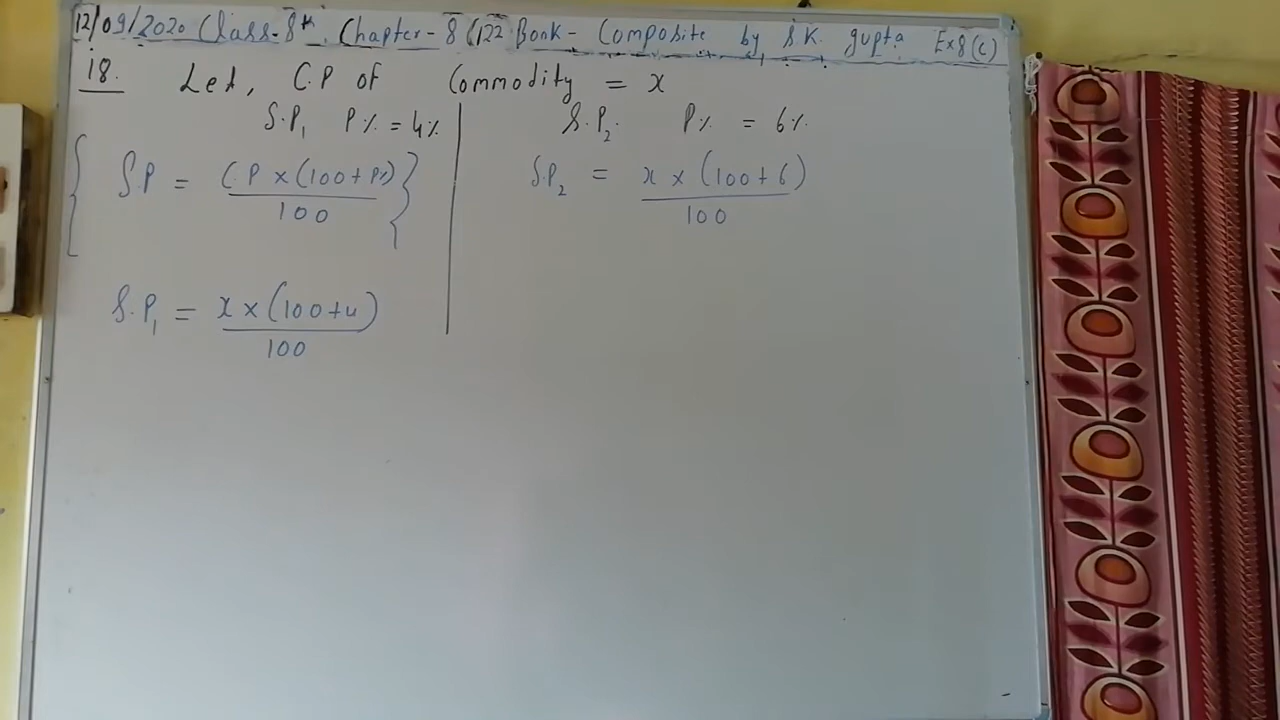 12/09/2020 Class-8th. Chapter-8 (122 Book- Composite by S.K. gupta Ex8(c)
18. Let, C.P of Commodity = x
S.P₁ P% = 4%
{ S.P = C.P × (100 + P%) / 100 }
S.P₁ = x × (100+4) / 100
S.P₂. P% = 6%.
S.P₂ = x × (100+6) / 100